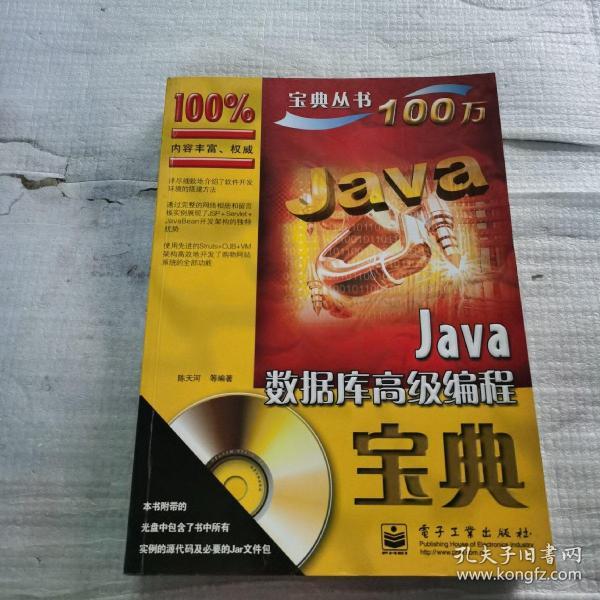 100%
内容丰富、权威
宝典丛书
100万
详尽细致地介绍了软件开发
环境的搭建方法
通过完整的网络相册和留言
板实例展现了JSP+Servlet+
JavaBean开发架构的独特
优势
使用先进的Struts+OJB+VM
架构高效地开发了购物网站
系统的全部功能
Java
Java
数据库高级编程
宝典
陈天河 等编著
本书附带的
光盘中包含了书中所有
实例的源代码及必要的Jar文件包
PHEI
電子工業出版社
Publishing House of Electronics Industry
孔夫子旧书网
www.kongfz.com